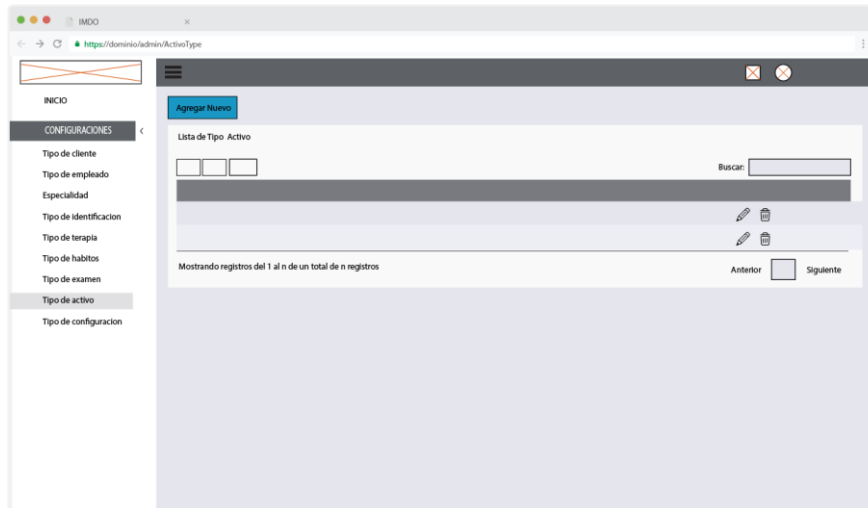 IMDO
https://dominio/admin/ActivoType
INICIO
CONFIGURACIONES
Tipo de cliente
Tipo de empleado
Especialidad
Tipo de identificacion
Tipo de terapia
Tipo de habitos
Tipo de examen
Tipo de activo
Tipo de configuracion
Agregar Nuevo
Lista de Tipo Activo
Buscar:
Mostrando registros del 1 al n de un total de n registros
Anterior Siguiente